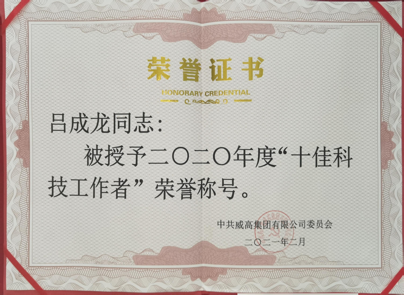 荣誉证书
HONORARY CREDENTIAL
吕成龙同志：
被授予二〇二〇年度“十佳科
技工作者”荣誉称号。
中共威高集团有限公司委员会
二〇二一年二月